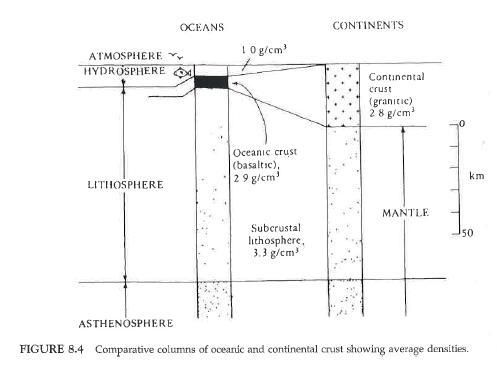 OCEANS
CONTINENTS
ATMOSPHERE
HYDROSPHERE
1 0 g/cm³
Continental
crust
(granitic)
2 8 g/cm³
0
Oceanic crust
(basaltic),
2 9 g/cm³
km
LITHOSPHERE
MANTLE
Subcrustal
lithosphere,
3.3 g/cm³
50
ASTHENOSPHERE
FIGURE 8.4 Comparative columns of oceanic and continental crust showing average densities.